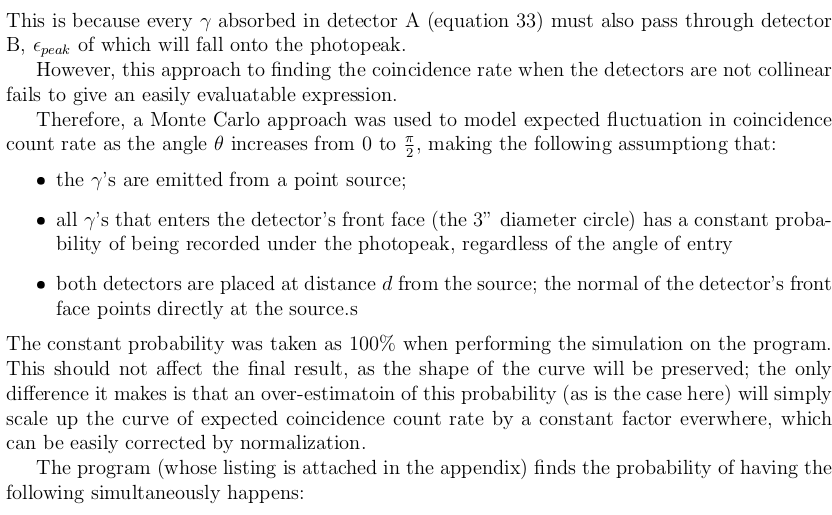 This is because every γ absorbed in detector A (equation 33) must also pass through detector
B, ϵ_peak of which will fall onto the photopeak.
However, this approach to finding the coincidence rate when the detectors are not collinear
fails to give an easily evaluatable expression.
Therefore, a Monte Carlo approach was used to model expected fluctuation in coincidence
count rate as the angle θ increases from 0 to π/2, making the following assumptiong that:
• the γ's are emitted from a point source;
• all γ's that enters the detector's front face (the 3” diameter circle) has a constant proba-
bility of being recorded under the photopeak, regardless of the angle of entry
• both detectors are placed at distance d from the source; the normal of the detector's front
face points directly at the source.s
The constant probability was taken as 100% when performing the simulation on the program.
This should not affect the final result, as the shape of the curve will be preserved; the only
difference it makes is that an over-estimatoin of this probability (as is the case here) will simply
scale up the curve of expected coincidence count rate by a constant factor everwhere, which
can be easily corrected by normalization.
The program (whose listing is attached in the appendix) finds the probability of having the
following simultaneously happens: